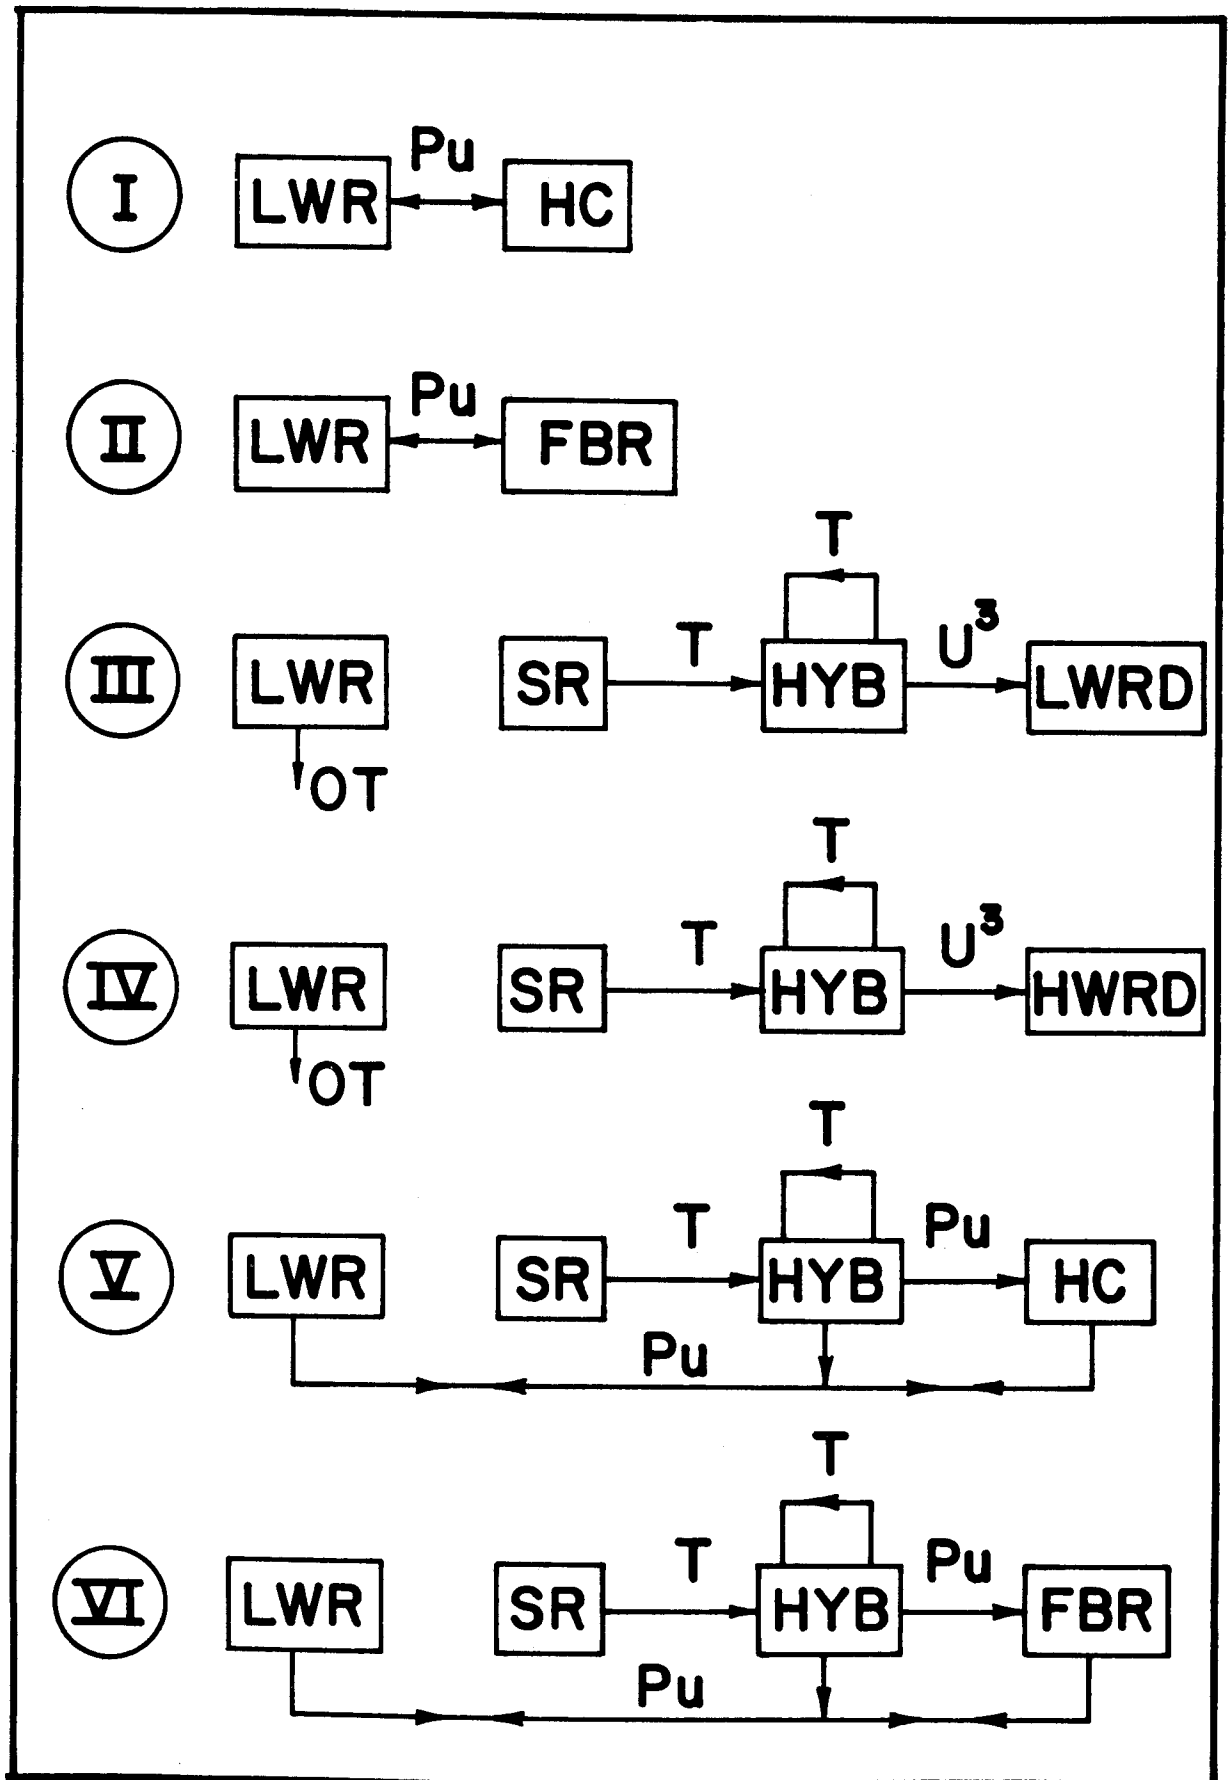 Pu
I LWR HC
Pu
II LWR FBR
T
T U³
III LWR SR HYB LWRD
OT
T
T U³
IV LWR SR HYB HWRD
OT
T
T Pu
V LWR SR HYB HC
Pu
T
T Pu
VI LWR SR HYB FBR
Pu